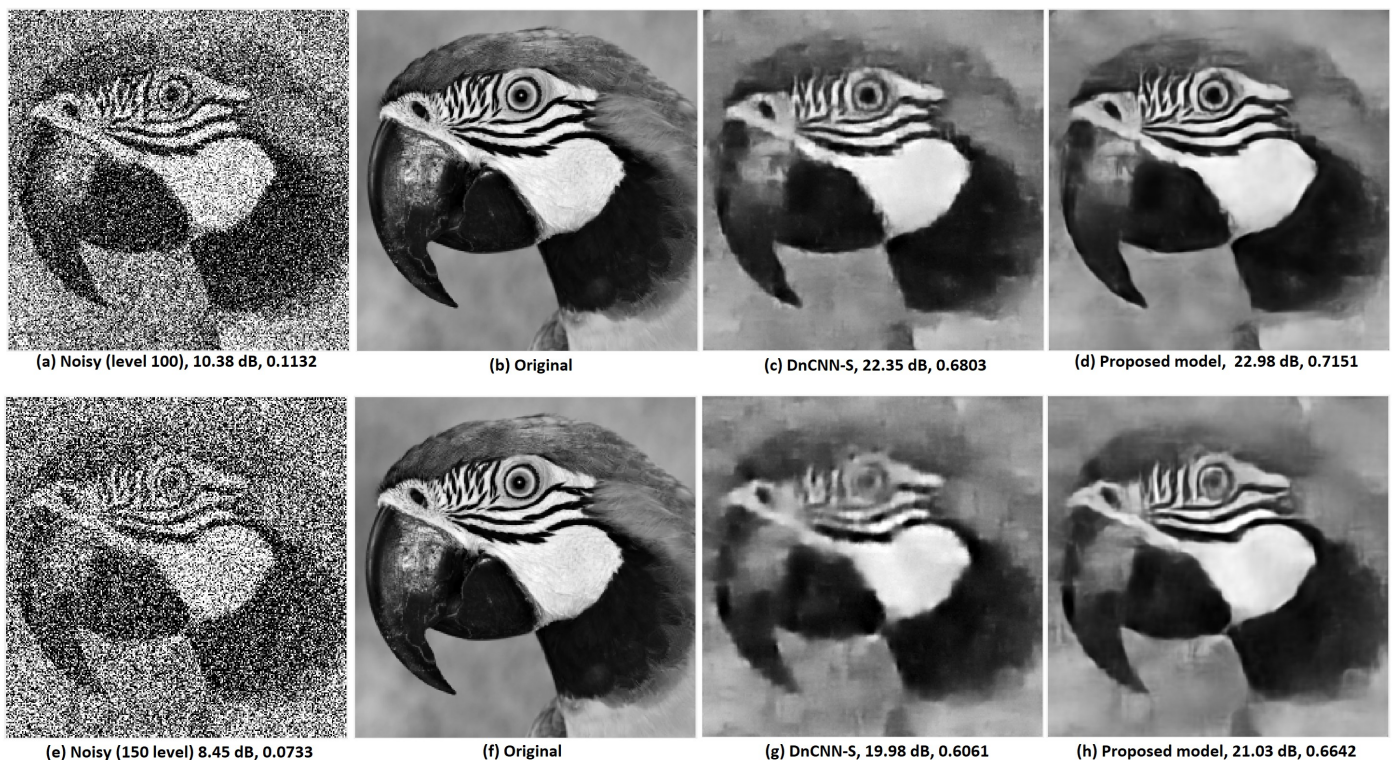 (a) Noisy (level 100), 10.38 dB, 0.1132
(b) Original
(c) DnCNN-S, 22.35 dB, 0.6803
(d) Proposed model, 22.98 dB, 0.7151
(e) Noisy (150 level) 8.45 dB, 0.0733
(f) Original
(g) DnCNN-S, 19.98 dB, 0.6061
(h) Proposed model, 21.03 dB, 0.6642